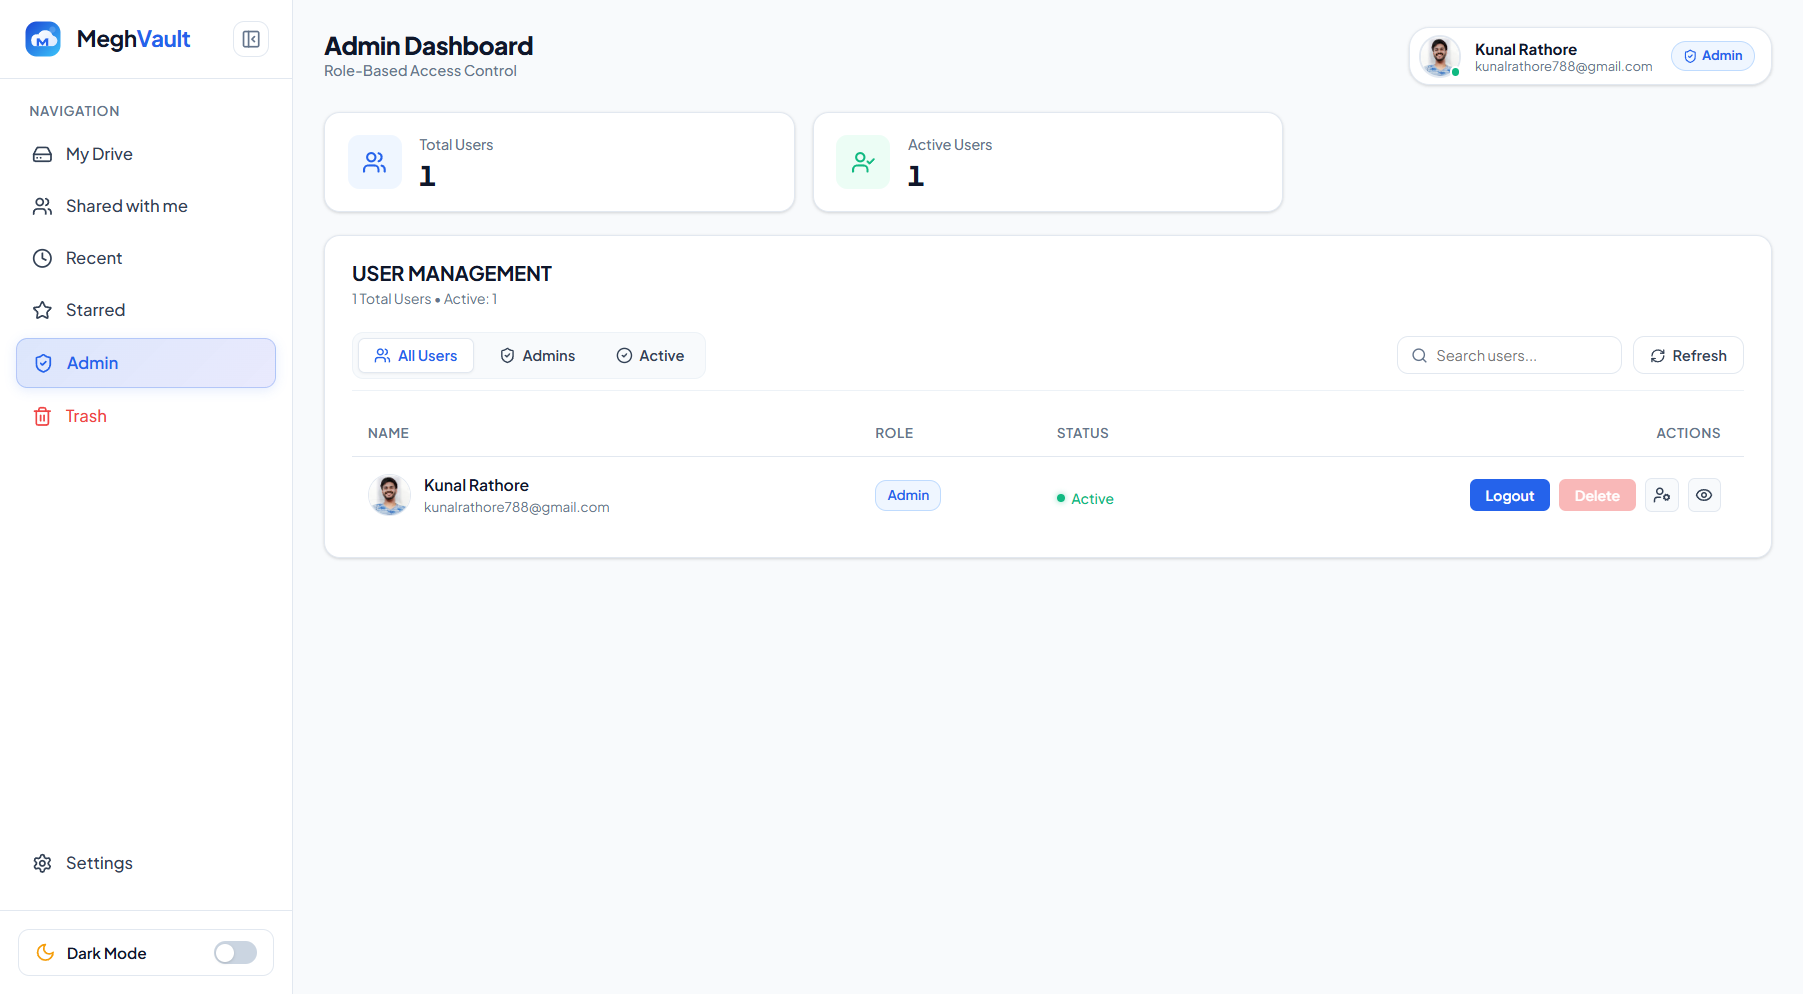 MeghVault
NAVIGATION
My Drive
Shared with me
Recent
Starred
Admin
Trash
Settings
Dark Mode
Admin Dashboard
Role-Based Access Control
Kunal Rathore
kunalrathore788@gmail.com
Admin
Total Users
1
Active Users
1
USER MANAGEMENT
1 Total Users • Active: 1
All Users
Admins
Active
Search users...
Refresh
NAME ROLE STATUS ACTIONS
Kunal Rathore
kunalrathore788@gmail.com
Admin
Active
Logout
Delete